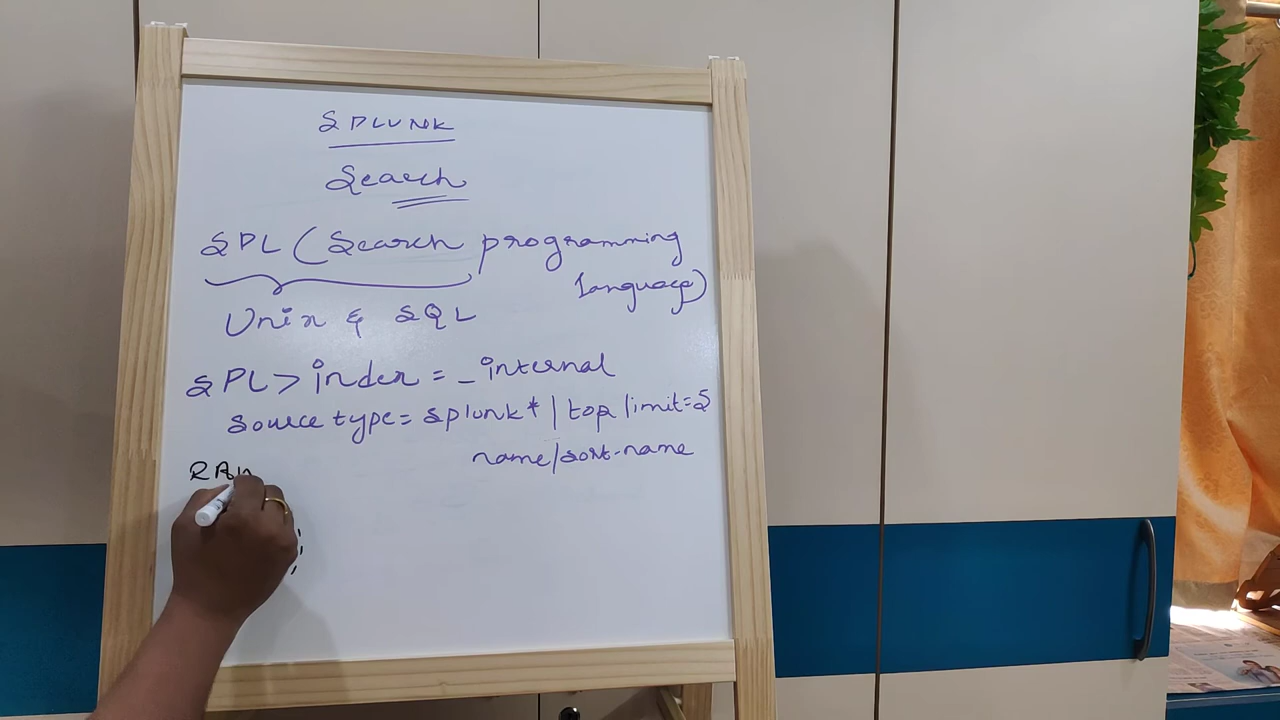 SPLUNK
Search
SPL (Search programming
language)
Unix & SQL
SPL > index = _internal
source type = splunk* | top limit=5
name/sort-name
RAW